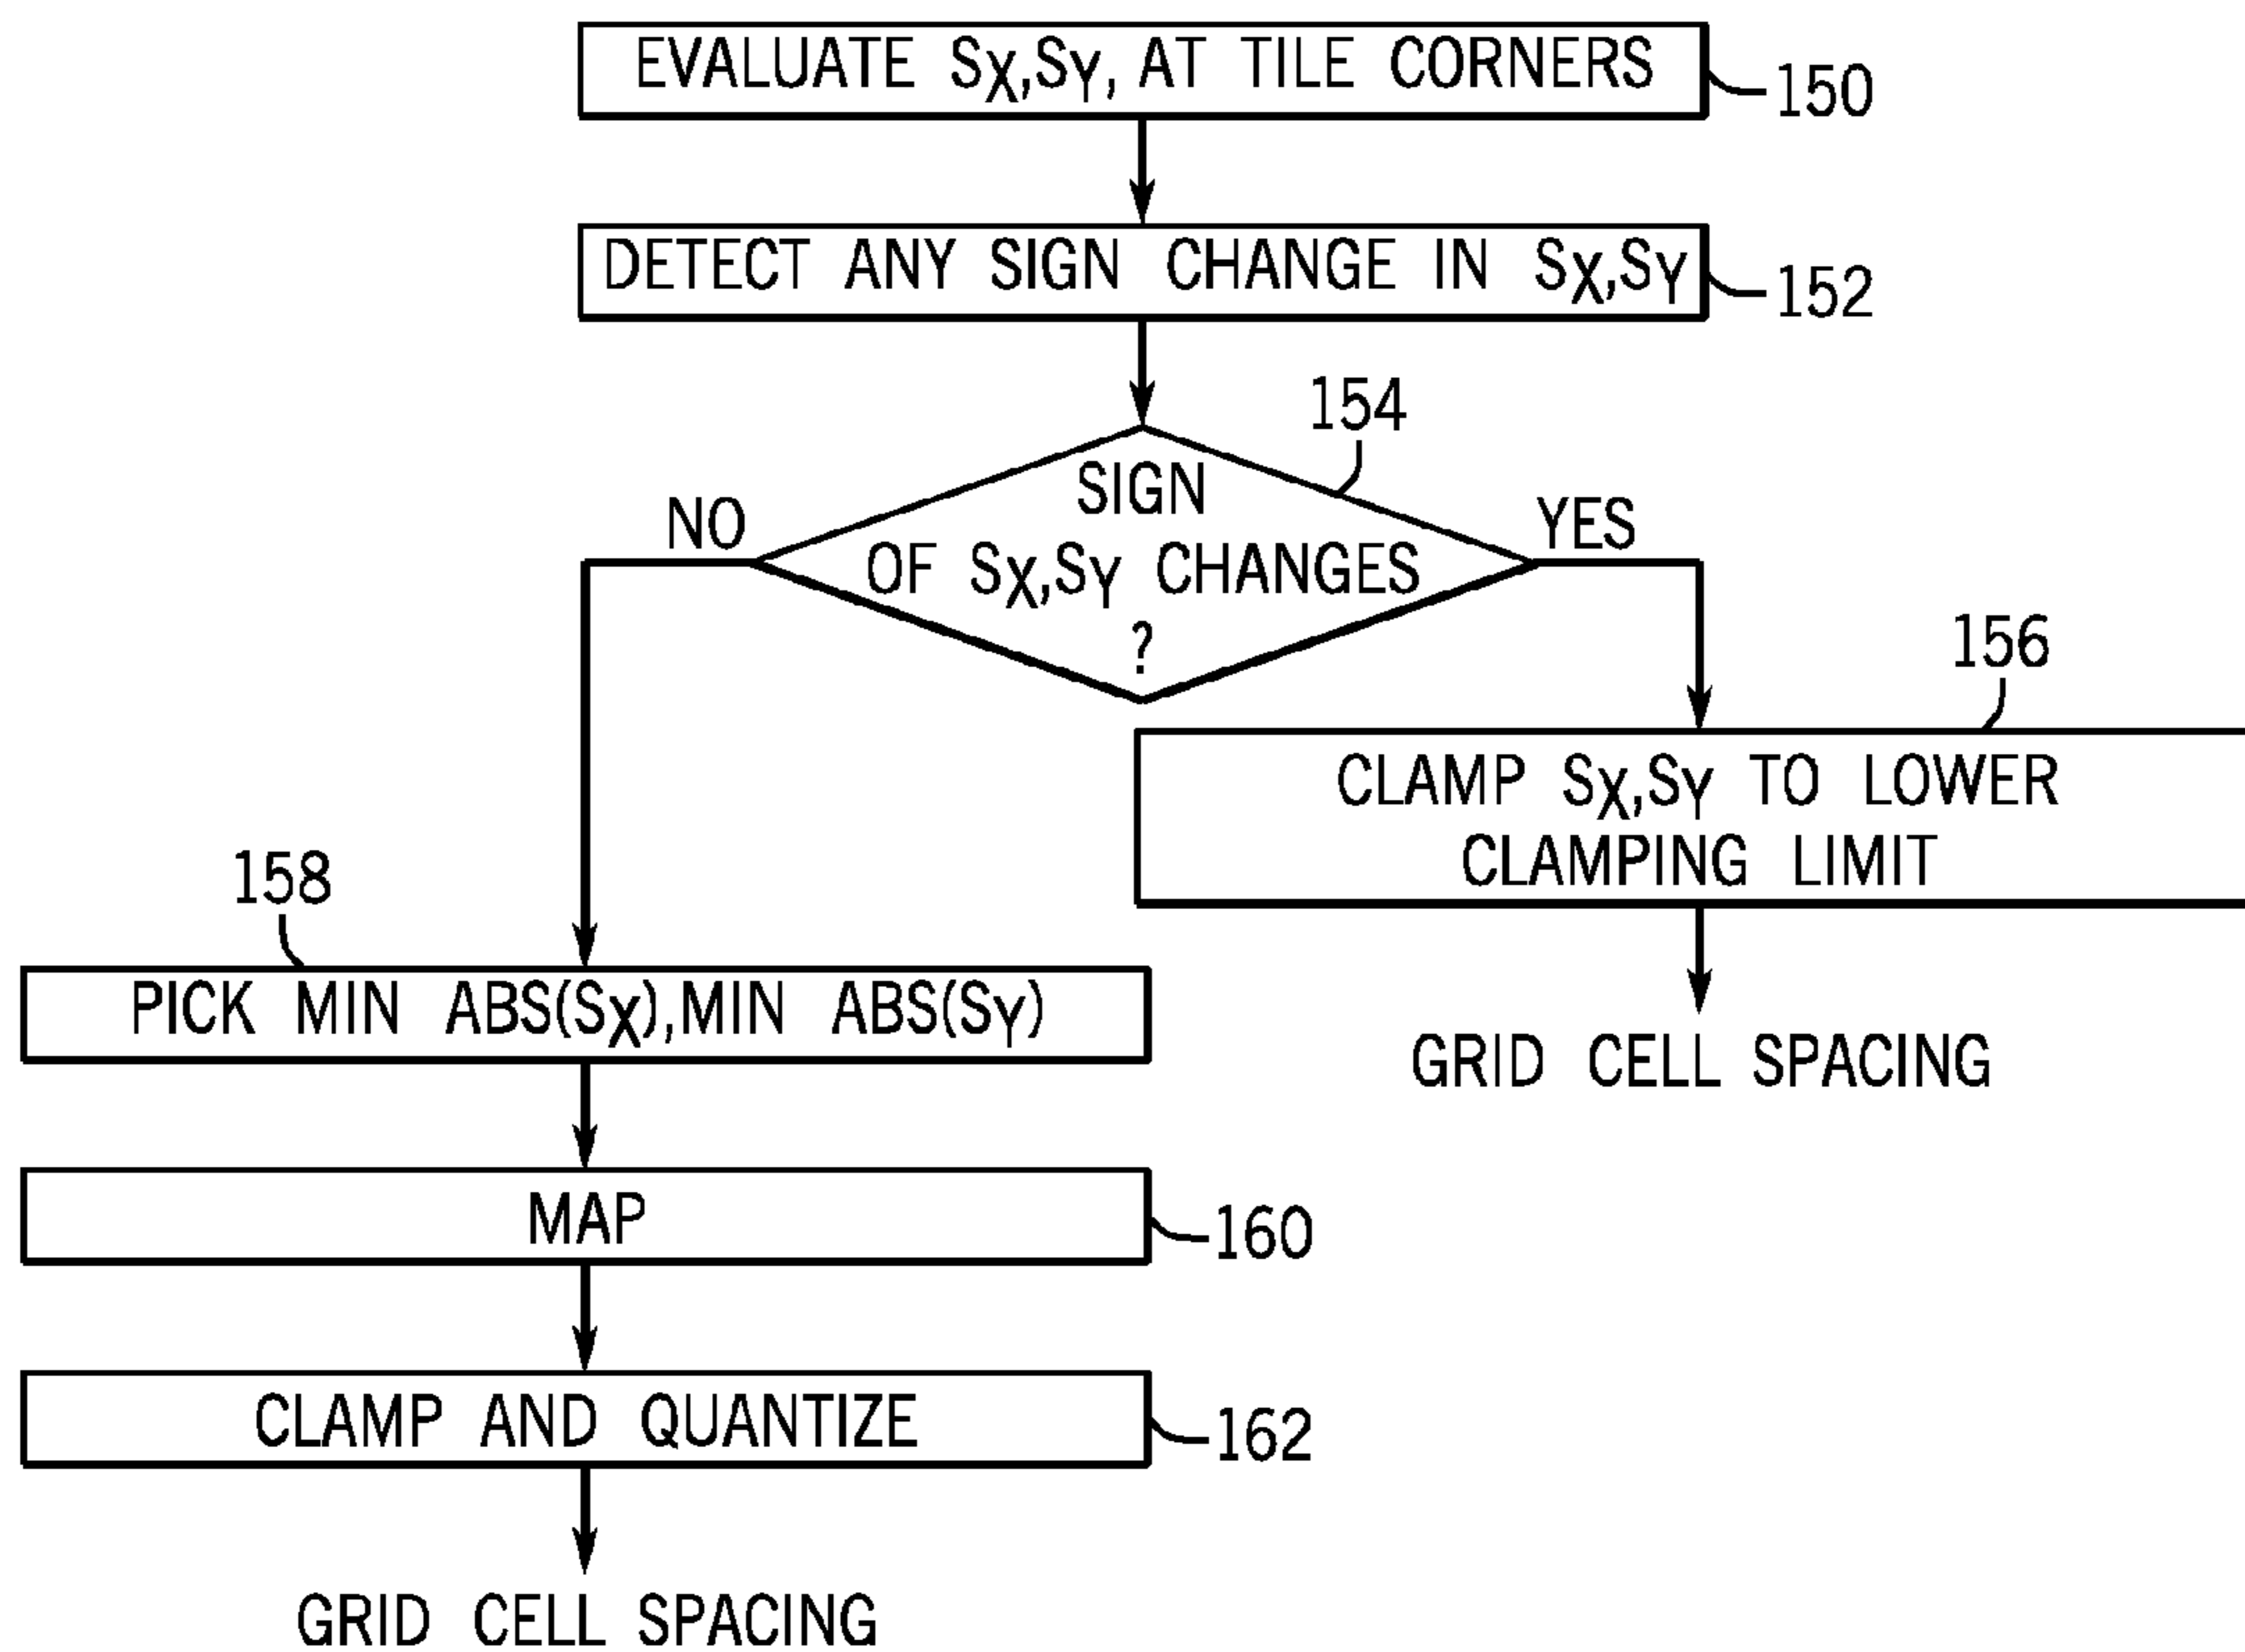 EVALUATE SX,SY, AT TILE CORNERS
150
DETECT ANY SIGN CHANGE IN SX,SY
152
154
SIGN
OF SX,SY CHANGES
?
NO
YES
156
CLAMP SX,SY TO LOWER
CLAMPING LIMIT
GRID CELL SPACING
158
PICK MIN ABS(SX),MIN ABS(SY)
MAP
160
CLAMP AND QUANTIZE
162
GRID CELL SPACING